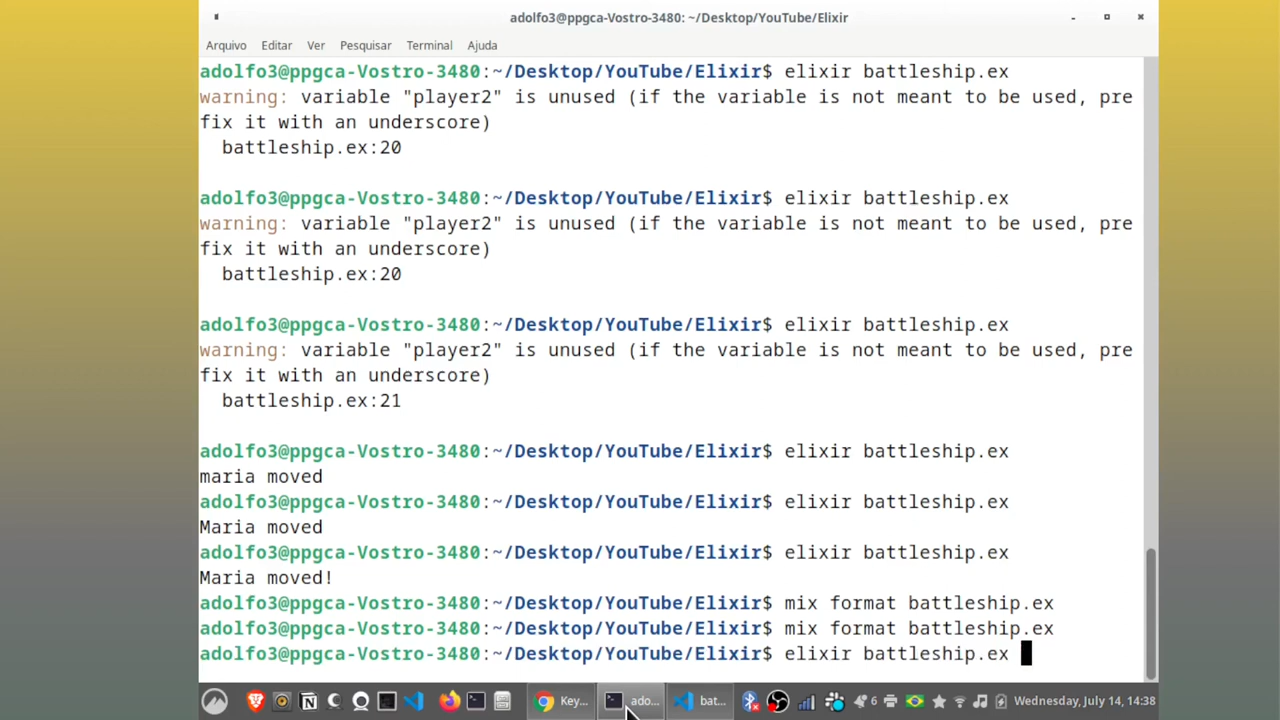 adolfo3@ppgca-Vostro-3480: ~/Desktop/YouTube/Elixir
Arquivo Editar Ver Pesquisar Terminal Ajuda
adolfo3@ppgca-Vostro-3480:~/Desktop/YouTube/Elixir$ elixir battleship.ex
warning: variable "player2" is unused (if the variable is not meant to be used, pre
fix it with an underscore)
battleship.ex:20
adolfo3@ppgca-Vostro-3480:~/Desktop/YouTube/Elixir$ elixir battleship.ex
warning: variable "player2" is unused (if the variable is not meant to be used, pre
fix it with an underscore)
battleship.ex:20
adolfo3@ppgca-Vostro-3480:~/Desktop/YouTube/Elixir$ elixir battleship.ex
warning: variable "player2" is unused (if the variable is not meant to be used, pre
fix it with an underscore)
battleship.ex:21
adolfo3@ppgca-Vostro-3480:~/Desktop/YouTube/Elixir$ elixir battleship.ex
maria moved
adolfo3@ppgca-Vostro-3480:~/Desktop/YouTube/Elixir$ elixir battleship.ex
Maria moved
adolfo3@ppgca-Vostro-3480:~/Desktop/YouTube/Elixir$ elixir battleship.ex
Maria moved!
adolfo3@ppgca-Vostro-3480:~/Desktop/YouTube/Elixir$ mix format battleship.ex
adolfo3@ppgca-Vostro-3480:~/Desktop/YouTube/Elixir$ mix format battleship.ex
adolfo3@ppgca-Vostro-3480:~/Desktop/YouTube/Elixir$ elixir battleship.ex
Key... ado... bat... 6 Wednesday, July 14, 14:38